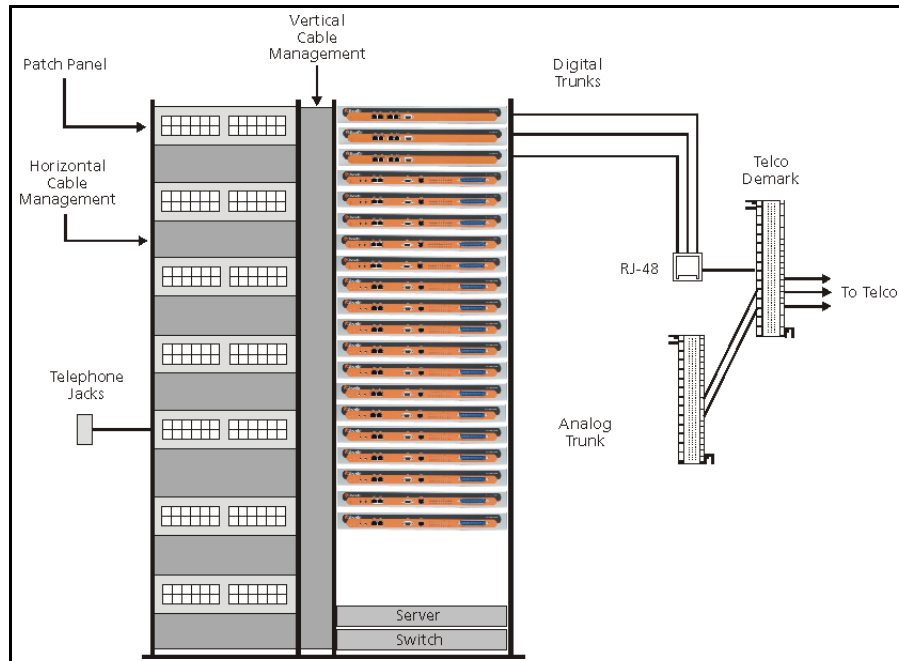 Vertical
Cable
Management
Patch Panel
Digital
Trunks
Horizontal
Cable
Management
Telco
Demark
RJ-48
To Telco
Telephone
Jacks
Analog
Trunk
Server
Switch